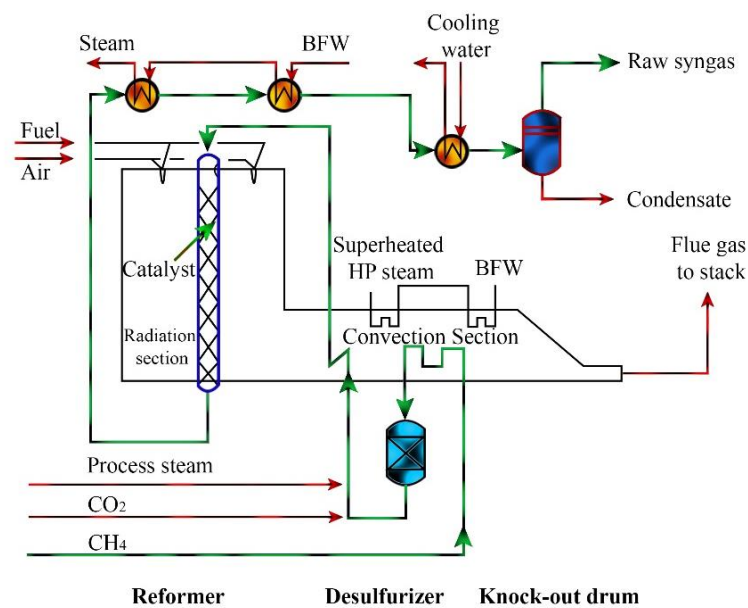 Steam
BFW
Cooling
water
Raw syngas
Fuel
Air
Condensate
Superheated
HP steam
BFW
Flue gas
to stack
Catalyst
Radiation
section
Convection Section
Process steam
CO₂
CH₄
Reformer
Desulfurizer
Knock-out drum